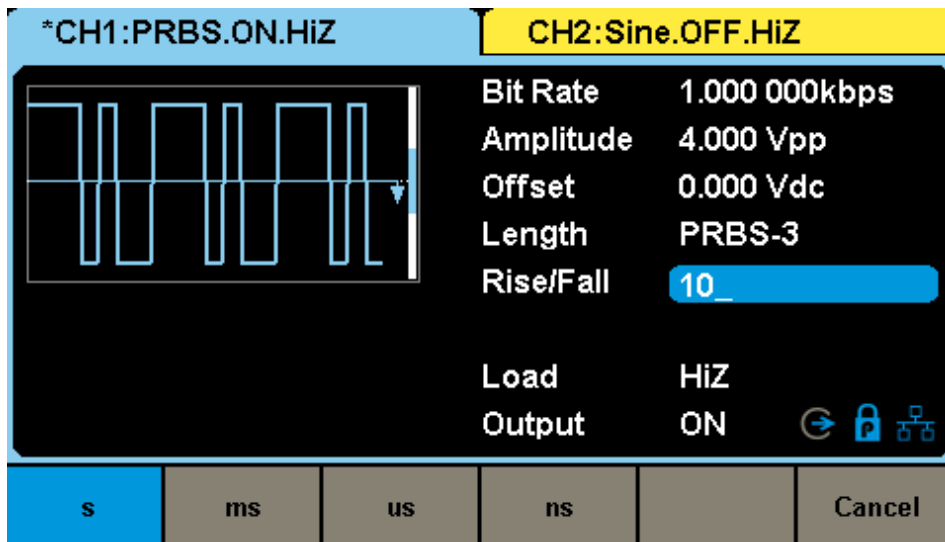 *CH1:PRBS.ON.HiZ CH2:Sine.OFF.HiZ
Bit Rate 1.000 000kbps
Amplitude 4.000 Vpp
Offset 0.000 Vdc
Length PRBS-3
Rise/Fall 10_
Load HiZ
Output ON P
s ms us ns Cancel